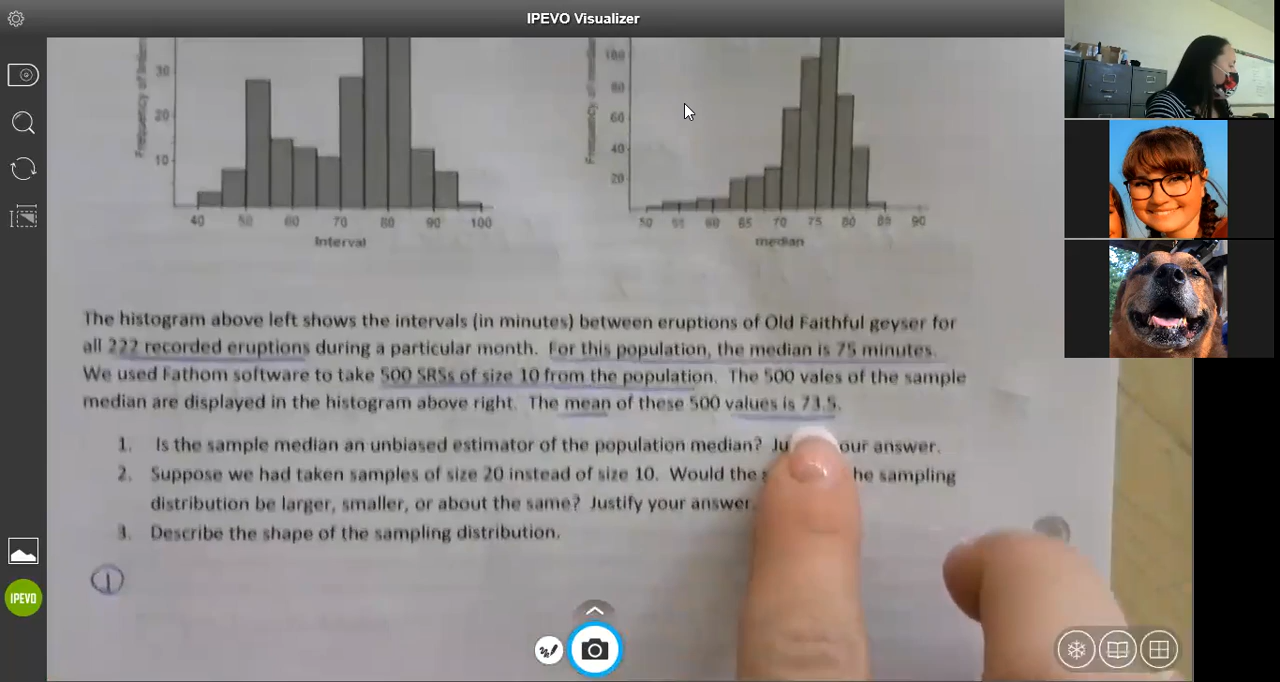 IPEVO Visualizer
30
20
10
40 50 60 70 80 90 100
Interval
100
80
60
40
20
50 55 60 65 70 75 80 90
median
The histogram above left shows the intervals (in minutes) between eruptions of Old Faithful geyser for
all 222 recorded eruptions during a particular month. For this population, the median is 75 minutes.
We used Fathom software to take 500 SRSs of size 10 from the population. The 500 vales of the sample
median are displayed in the histogram above right. The mean of these 500 values is 73.5.
1. Is the sample median an unbiased estimator of the population median? Ju our answer.
2. Suppose we had taken samples of size 20 instead of size 10. Would the he sampling
distribution be larger, smaller, or about the same? Justify your answer.
3. Describe the shape of the sampling distribution.
1
IPEVO